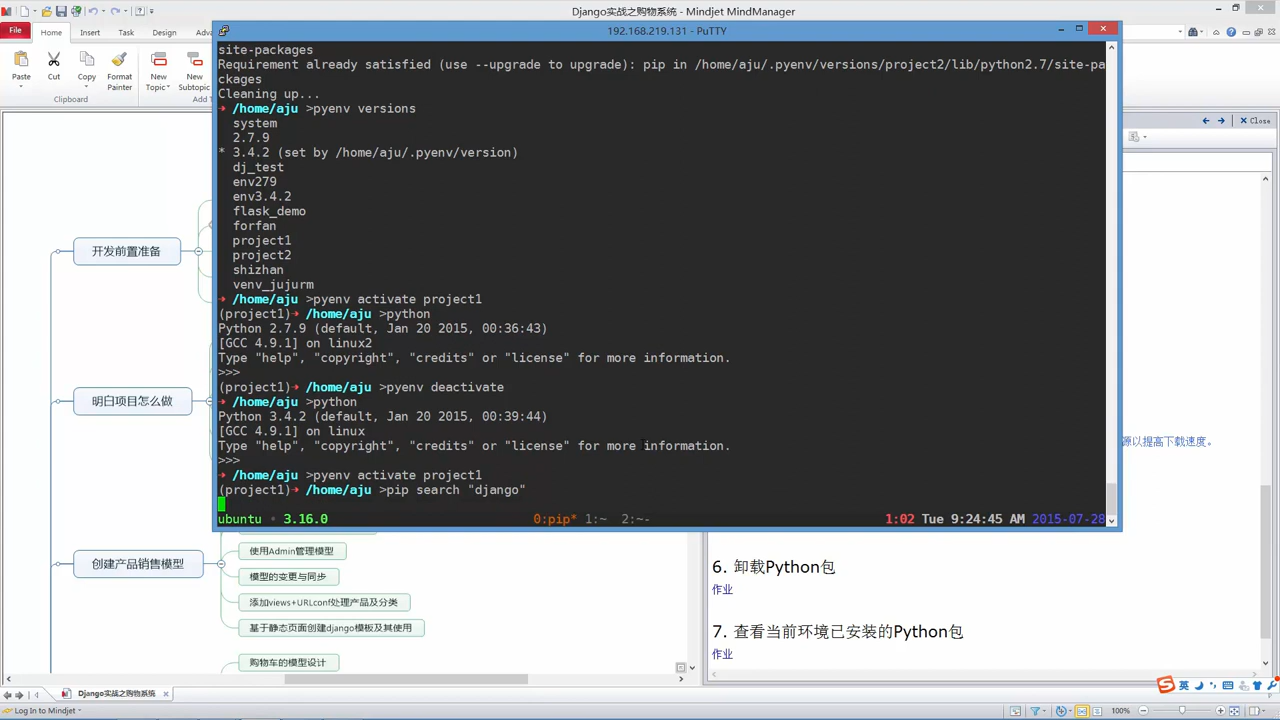 Django实战之购物系统 - Mindjet MindManager
File
Home
Insert
Task
Design
Paste
Cut
Copy
Format
Painter
New
Topic
New
Subtopic
Clipboard
Add T
192.168.219.131 - PuTTY
site-packages
Requirement already satisfied (use --upgrade to upgrade): pip in /home/aju/.pyenv/versions/project2/lib/python2.7/site-pa
ckages
Cleaning up...
➜ /home/aju >pyenv versions
system
2.7.9
* 3.4.2 (set by /home/aju/.pyenv/version)
dj_test
env279
env3.4.2
flask_demo
forfan
project1
project2
shizhan
venv_jujurm
➜ /home/aju >pyenv activate project1
(project1)➜ /home/aju >python
Python 2.7.9 (default, Jan 20 2015, 00:36:43)
[GCC 4.9.1] on linux2
Type "help", "copyright", "credits" or "license" for more information.
>>>
(project1)➜ /home/aju >pyenv deactivate
➜ /home/aju >python
Python 3.4.2 (default, Jan 20 2015, 00:39:44)
[GCC 4.9.1] on linux
Type "help", "copyright", "credits" or "license" for more information.
>>>
➜ /home/aju >pyenv activate project1
(project1)➜ /home/aju >pip search "django"
ubuntu • 3.16.0 0:pip* 1:~ 2:~- 1:02 Tue 9:24:45 AM 2015-07-28
Close
开发前置准备
明白项目怎么做
创建产品销售模型
使用Admin管理模型
模型的变更与同步
添加views+URLconf处理产品及分类
基于静态页面创建django模板及其使用
购物车的模型设计
源以提高下载速度。
6. 卸载Python包
作业
7. 查看当前环境已安装的Python包
作业
Django实战之购物系统
英
Log In to Mindjet
100%